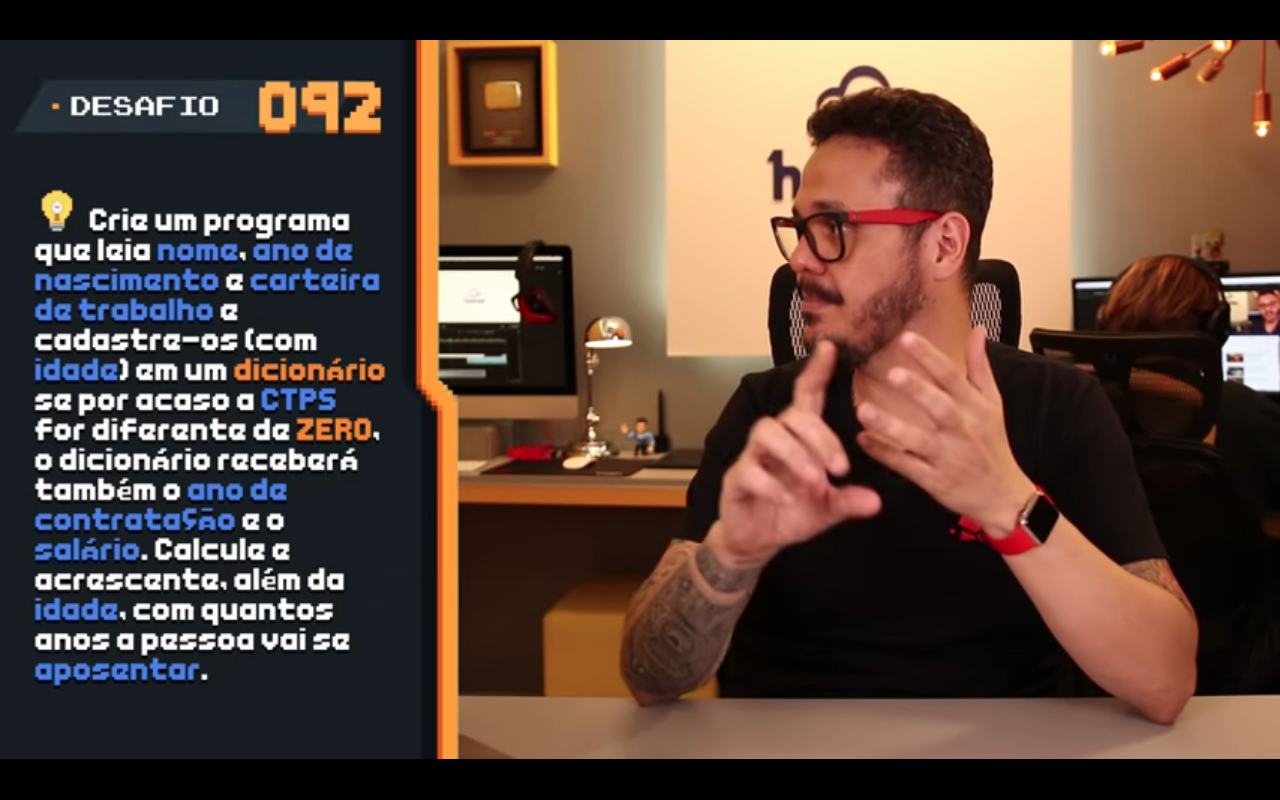 · DESAFIO 092
Crie um programa
que leia nome, ano de
nascimento e carteira
de trabalho e
cadastre-os (com
idade) em um dicionário
se por acaso a CTPS
for diferente de ZERO,
o dicionário receberá
também o ano de
contratação e o
salário. Calcule e
acrescente, além da
idade, com quantos
anos a pessoa vai se
aposentar.